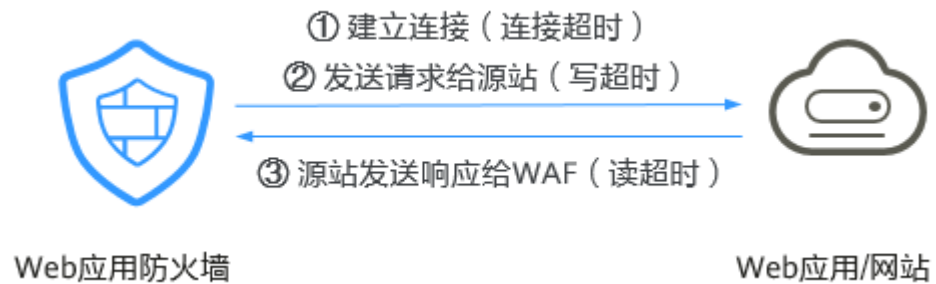 ① 建立连接（连接超时）
② 发送请求给源站（写超时）
③ 源站发送响应给WAF（读超时）
Web应用防火墙
Web应用/网站